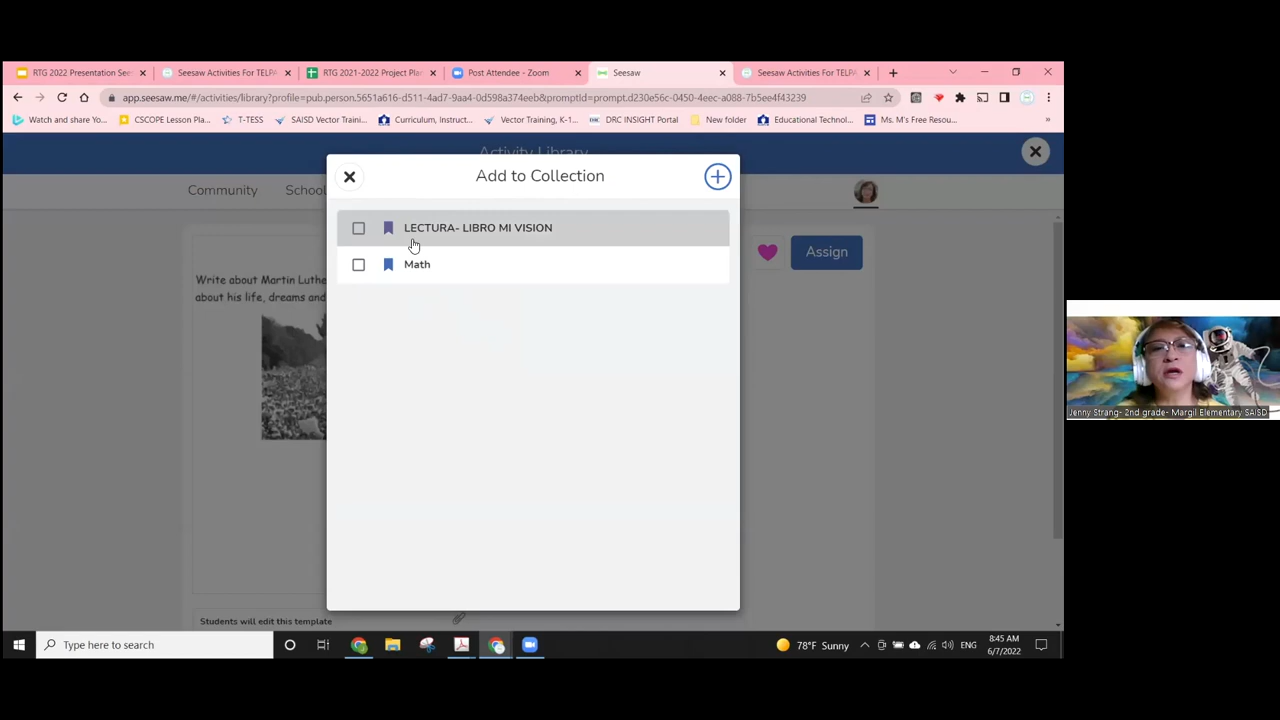 RTG 2022 Presentation Sees
Seesaw Activities For TELPA
RTG 2021-2022 Project Plan
Post Attendee - Zoom
Seesaw
Seesaw Activities For TELPA
app.seesaw.me/#/activities/library?profile=pub.person.5651a616-d511-4ad7-9aa4-0d598a374eeb&promptId=prompt.d230e56c-0450-4eec-a088-7b5ee4f43239
Watch and share Yo...
CSCOPE Lesson Pla...
T-TESS
SAISD Vector Traini...
Curriculum, Instruct...
Vector Training, K-1...
DRC INSIGHT Portal
New folder
Educational Technol...
Ms. M's Free Resou...
Activity Library
Community
School
Add to Collection
LECTURA- LIBRO MI VISION
Math
Assign
Write about Martin Luthe
about his life, dreams and
Students will edit this template
Jenny Strang- 2nd grade- Margil Elementary SAISD
Type here to search
78°F Sunny
ENG
8:45 AM
6/7/2022